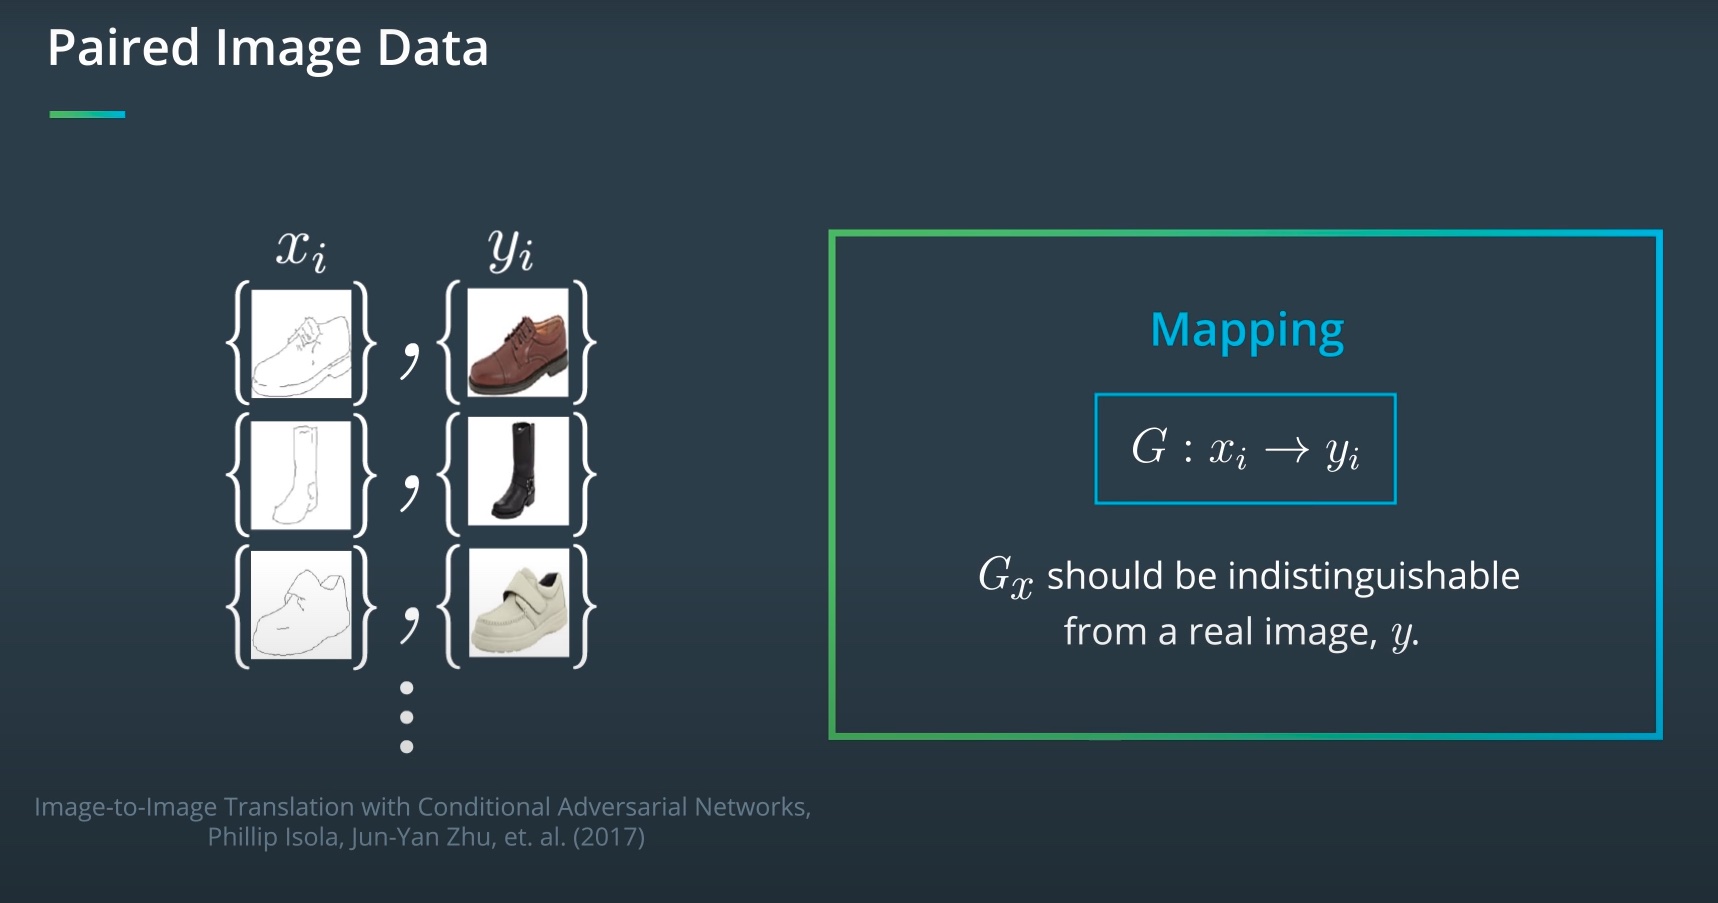 Paired Image Data
x_i y_i
{ } , { }
{ } , { }
{ } , { }
Mapping
G : x_i → y_i
G_x should be indistinguishable
from a real image, y.
Image-to-Image Translation with Conditional Adversarial Networks,
Phillip Isola, Jun-Yan Zhu, et. al. (2017)